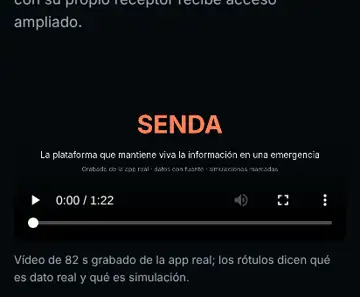 con su propio receptor recibe acceso
ampliado.
SENDA
La plataforma que mantiene viva la información en una emergencia
Grabado de la app real · datos con fuente · simulaciones marcadas
0:00 / 1:22
Vídeo de 82 s grabado de la app real; los rótulos dicen qué
es dato real y qué es simulación.